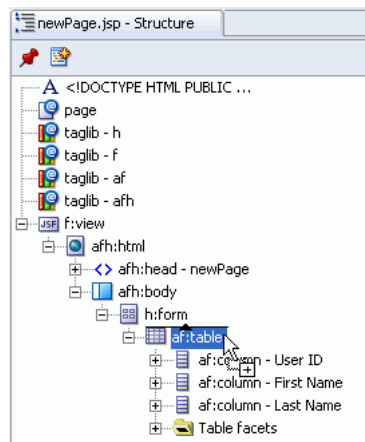 newPage.jsp - Structure
A <!DOCTYPE HTML PUBLIC ...
page
taglib - h
taglib - f
taglib - af
taglib - afh
JSF f:view
afh:html
<> afh:head - newPage
afh:body
h:form
af:table
af:column - User ID
af:column - First Name
af:column - Last Name
Table facets